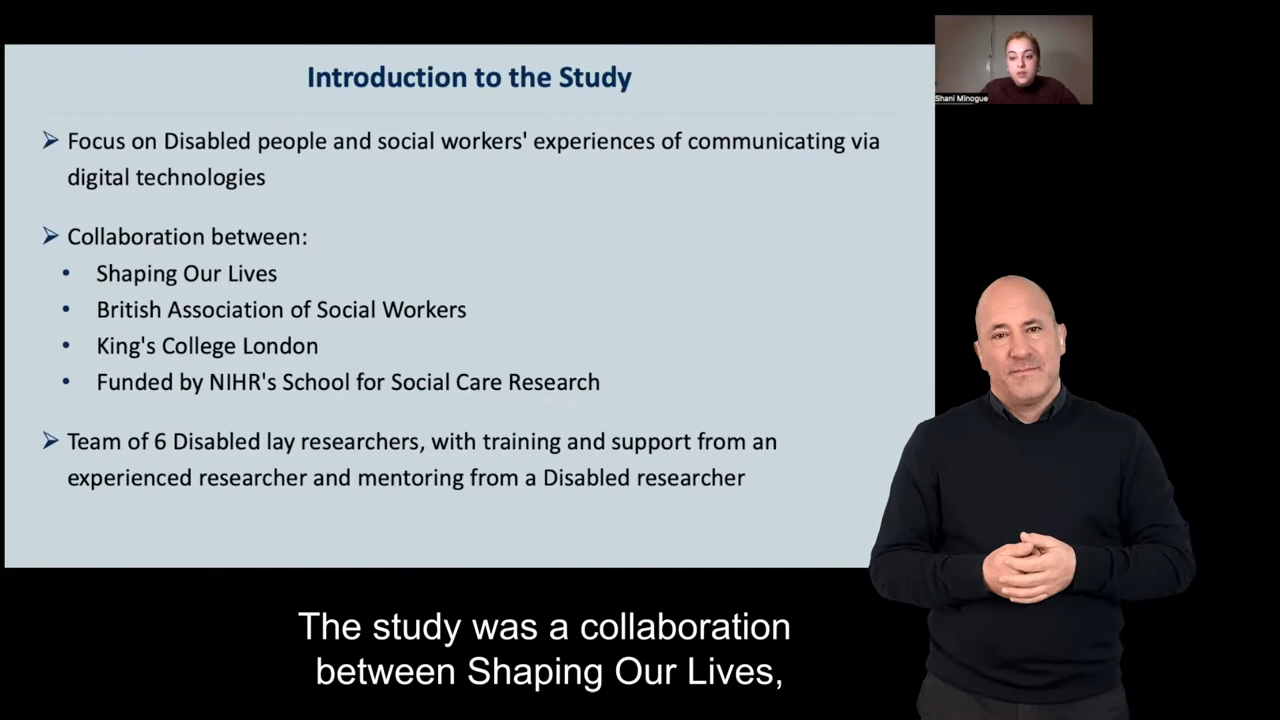 Introduction to the Study
Shani Minogue
➢ Focus on Disabled people and social workers' experiences of communicating via
digital technologies
➢ Collaboration between:
• Shaping Our Lives
• British Association of Social Workers
• King's College London
• Funded by NIHR's School for Social Care Research
➢ Team of 6 Disabled lay researchers, with training and support from an
experienced researcher and mentoring from a Disabled researcher
The study was a collaboration
between Shaping Our Lives,